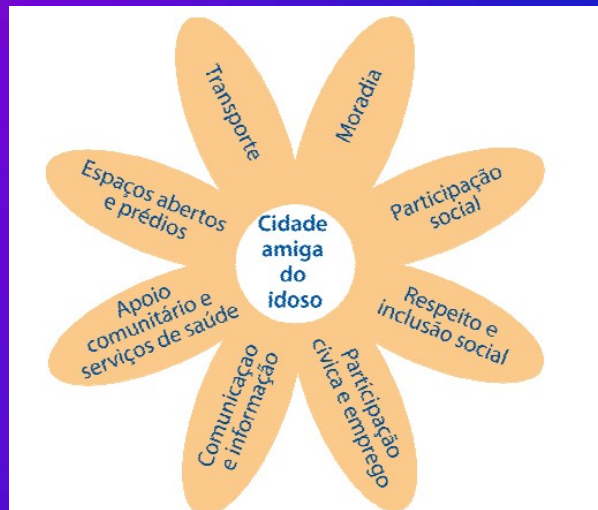 Cidade
amiga
do
idoso
Transporte
Moradia
Participação
social
Respeito e
inclusão social
Participação
cívica e emprego
Comunicação
e informação
Apoio
comunitário e
serviços de saúde
Espaços abertos
e prédios